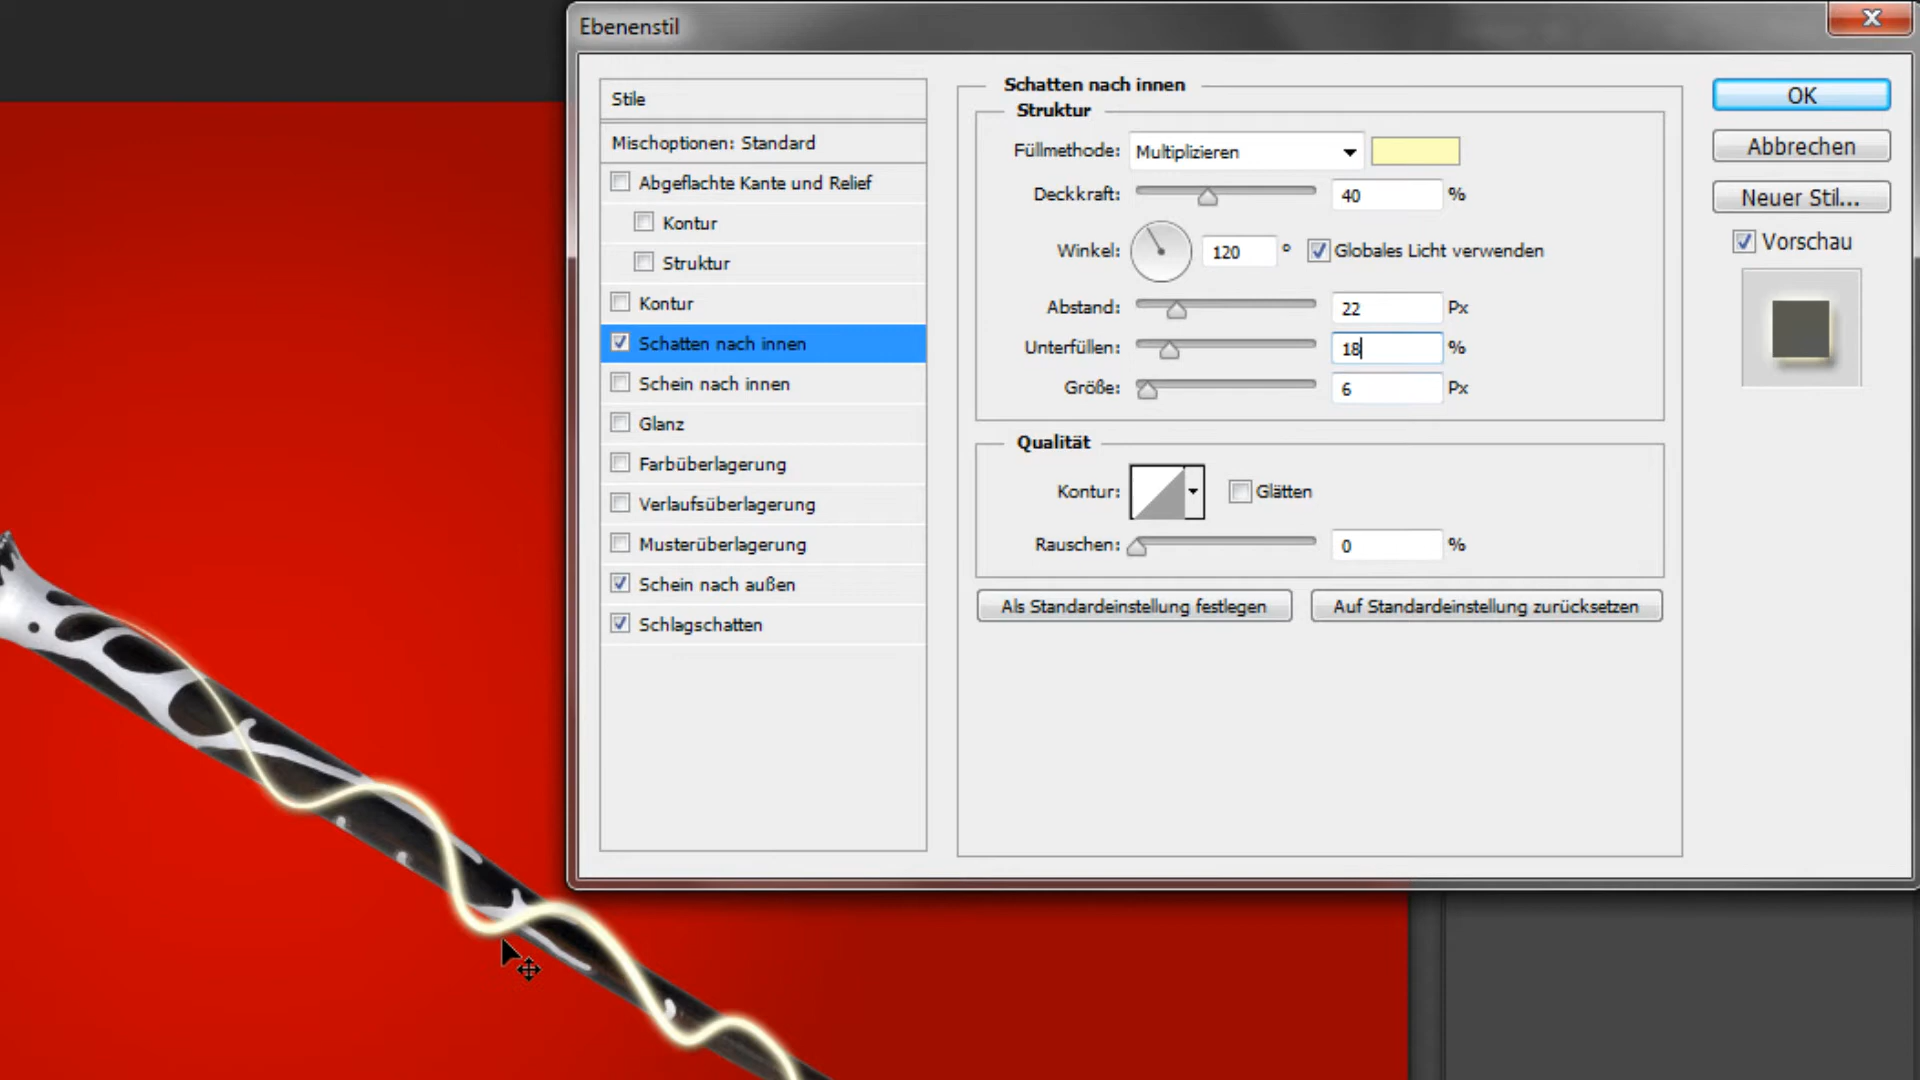 Ebenenstil
Stile
Mischoptionen: Standard
Abgeflachte Kante und Relief
Kontur
Struktur
Kontur
Schatten nach innen
Schein nach innen
Glanz
Farbüberlagerung
Verlaufsüberlagerung
Musterüberlagerung
Schein nach außen
Schlagschatten
Schatten nach innen
Struktur
Füllmethode: Multiplizieren
Deckkraft: 40 %
Winkel: 120 ° Globales Licht verwenden
Abstand: 22 Px
Unterfüllen: 18 %
Größe: 6 Px
Qualität
Kontur: Glätten
Rauschen: 0 %
Als Standardeinstellung festlegen Auf Standardeinstellung zurücksetzen
OK
Abbrechen
Neuer Stil...
Vorschau